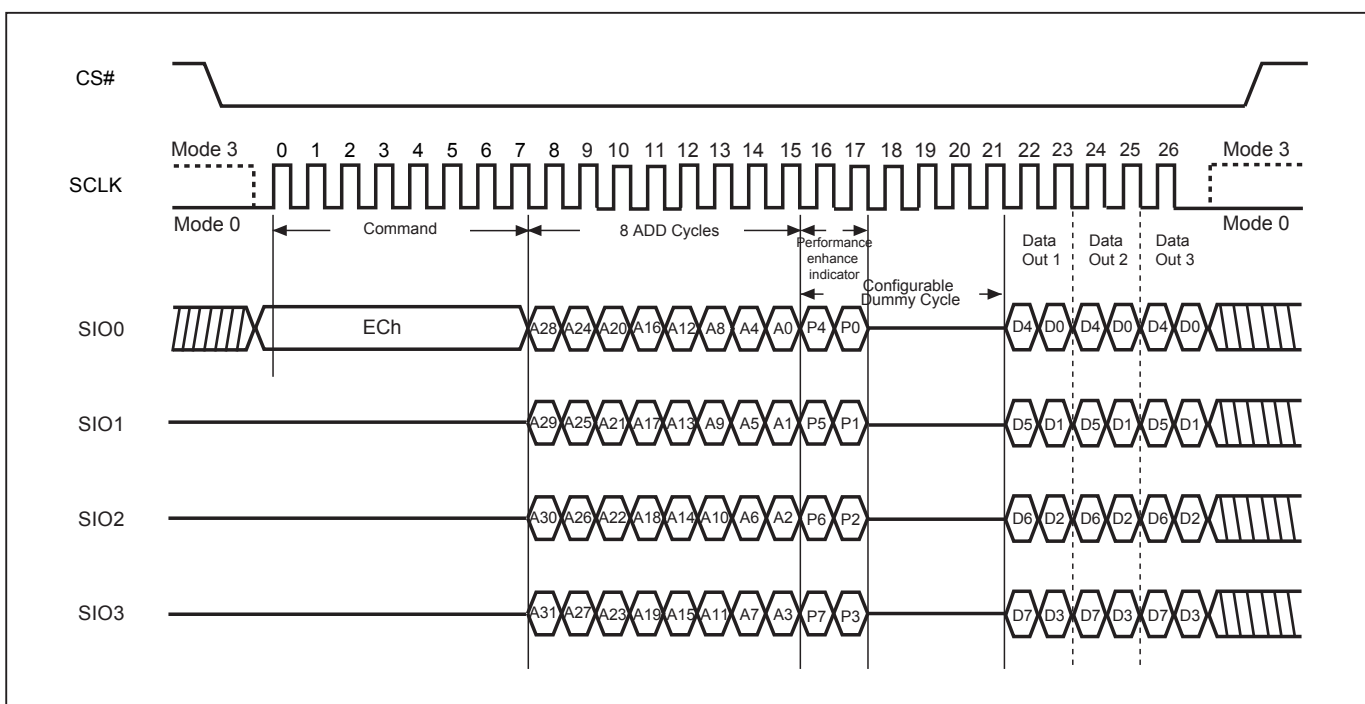 CS#
Mode 3 0 1 2 3 4 5 6 7 8 9 10 11 12 13 14 15 16 17 18 19 20 21 22 23 24 25 26 Mode 3
SCLK
Mode 0 Mode 0
Command 8 ADD Cycles
Performance
enhance
indicator
Data
Out 1
Data
Out 2
Data
Out 3
Configurable
Dummy Cycle
SIO0 ECh A28 A24 A20 A16 A12 A8 A4 A0 P4 P0 D4 D0 D4 D0 D4 D0
SIO1 A29 A25 A21 A17 A13 A9 A5 A1 P5 P1 D5 D1 D5 D1 D5 D1
SIO2 A30 A26 A22 A18 A14 A10 A6 A2 P6 P2 D6 D2 D6 D2 D6 D2
SIO3 A31 A27 A23 A19 A15 A11 A7 A3 P7 P3 D7 D3 D7 D3 D7 D3